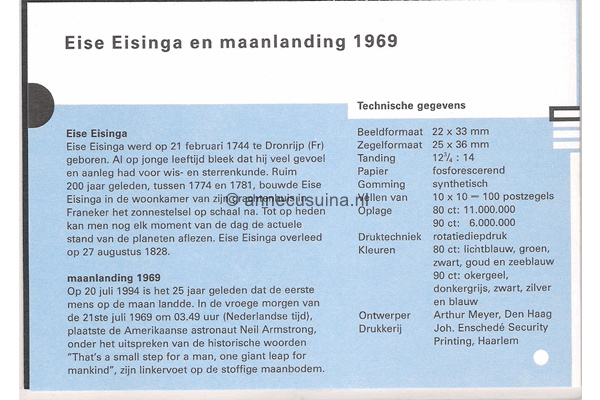 Eise Eisinga en maanlanding 1969
Eise Eisinga
Eise Eisinga werd op 21 februari 1744 te Dronrijp (Fr)
geboren. Al op jonge leeftijd bleek dat hij veel gevoel
en aanleg had voor wis- en sterrenkunde. Ruim
200 jaar geleden, tussen 1774 en 1781, bouwde Eise
Eisinga in de woonkamer van zijn grachtenhuis in
Franeker het zonnestelsel op schaal na. Tot op heden
kan men nog elk moment van de dag de actuele
stand van de planeten aflezen. Eise Eisinga overleed
op 27 augustus 1828.
maanlanding 1969
Op 20 juli 1994 is het 25 jaar geleden dat de eerste
mens op de maan landde. In de vroege morgen van
de 21ste juli 1969 om 03.49 uur (Nederlandse tijd),
plaatste de Amerikaanse astronaut Neil Armstrong,
onder het uitspreken van de historische woorden
"That's a small step for a man, one giant leap for
mankind", zijn linkervoet op de stoffige maanbodem.
Technische gegevens
Beeldformaat 22 x 33 mm
Zegelformaat 25 x 36 mm
Tanding 12¾ : 14
Papier fosforescerend
Gomming synthetisch
Vellen van 10 x 10 = 100 postzegels
Oplage 80 ct: 11.000.000
90 ct: 6.000.000
Druktechniek rotatiediepdruk
Kleuren 80 ct: lichtblauw, groen,
zwart, goud en zeeblauw
90 ct: okergeel,
donkergrijs, zwart, zilver
en blauw
Ontwerper Arthur Meyer, Den Haag
Drukkerij Joh. Enschedé Security
Printing, Haarlem
© annecusuina.nl